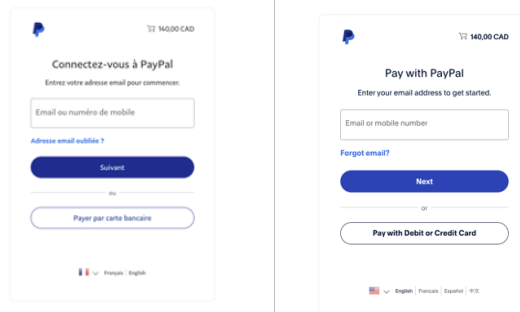 140,00 CAD
Connectez-vous à PayPal
Entrez votre adresse email pour commencer.
Email ou numéro de mobile
Adresse email oubliée ?
Suivant
ou
Payer par carte bancaire
Français | English
140,00 CAD
Pay with PayPal
Enter your email address to get started.
Email or mobile number
Forgot email?
Next
or
Pay with Debit or Credit Card
English | Français | Español | 中文